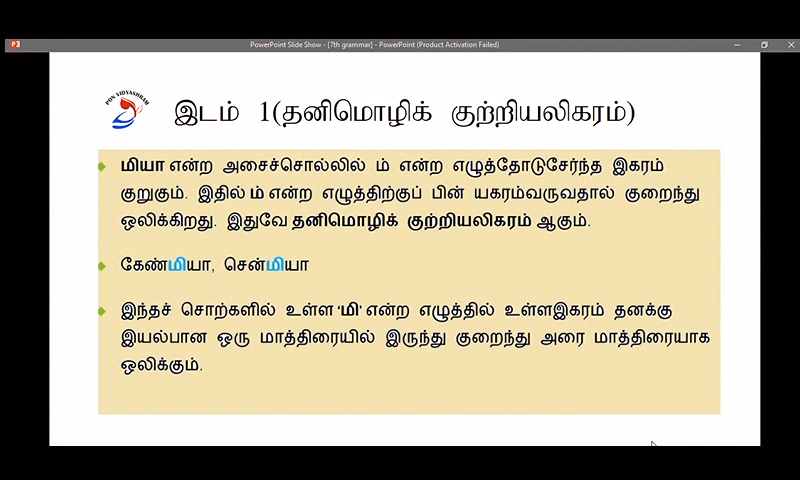 PowerPoint Slide Show - [7th grammar] - PowerPoint (Product Activation Failed)
PON VIDYASHRAM
இடம் 1(தனிமொழிக் குற்றியலிகரம்)
மியா என்ற அசைச்சொல்லில் ம் என்ற எழுத்தோடுசேர்ந்த இகரம்
குறுகும். இதில் ம் என்ற எழுத்திற்குப் பின் யகரம்வருவதால் குறைந்து
ஒலிக்கிறது. இதுவே தனிமொழிக் குற்றியலிகரம் ஆகும்.
கேண்மியா, சென்மியா
இந்தச் சொற்களில் உள்ள ‘மி’ என்ற எழுத்தில் உள்ளஇகரம் தனக்கு
இயல்பான ஒரு மாத்திரையில் இருந்து குறைந்து அரை மாத்திரையாக
ஒலிக்கும்.